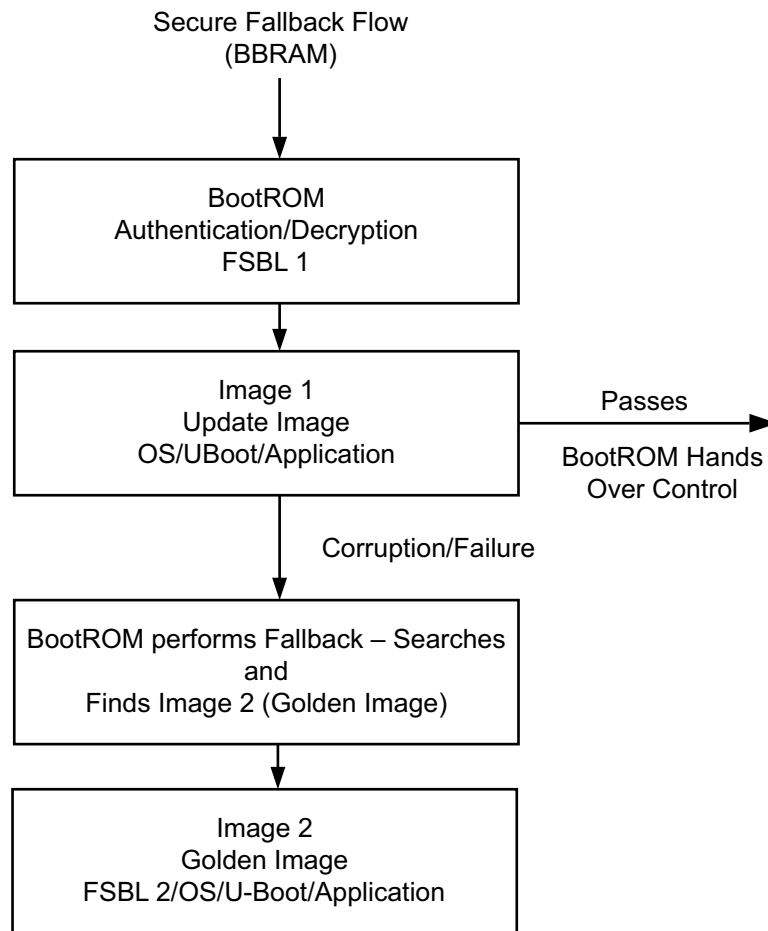 Secure Fallback Flow
(BBRAM)
BootROM
Authentication/Decryption
FSBL 1
Image 1
Update Image
OS/UBoot/Application
Passes
BootROM Hands
Over Control
Corruption/Failure
BootROM performs Fallback – Searches
and
Finds Image 2 (Golden Image)
Image 2
Golden Image
FSBL 2/OS/U-Boot/Application